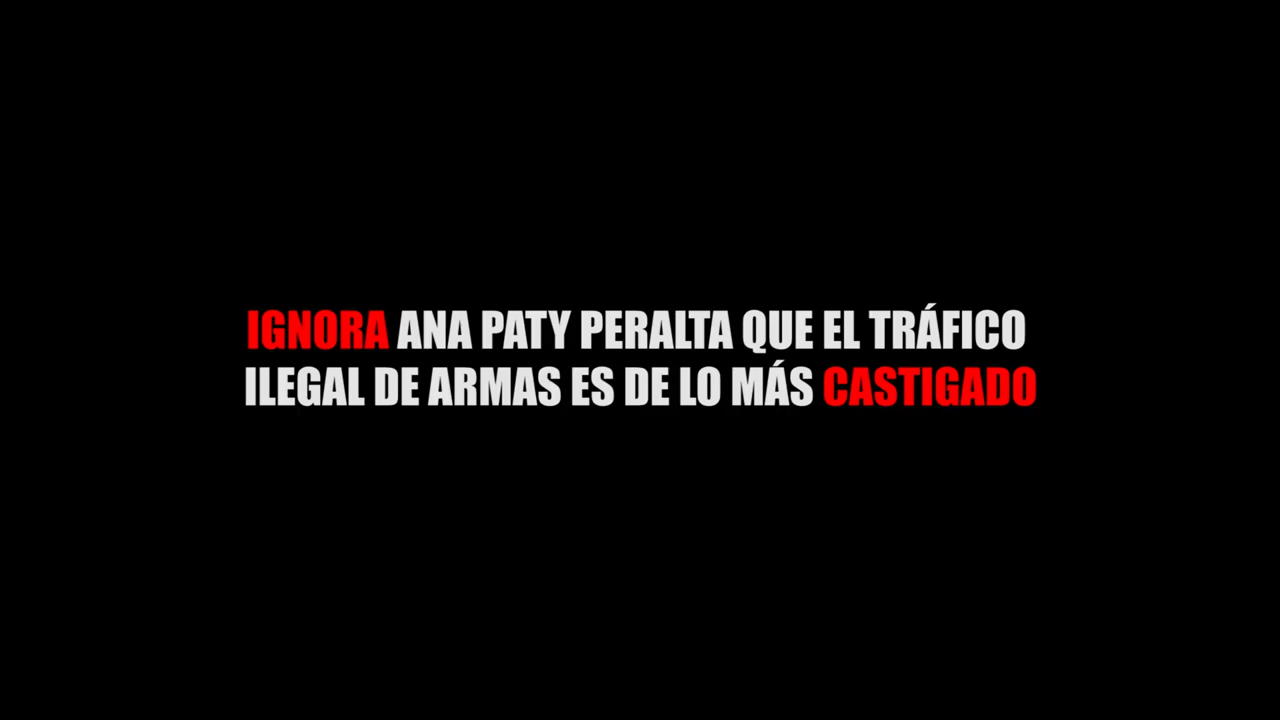 IGNORA ANA PATY PERALTA QUE EL TRÁFICO
ILEGAL DE ARMAS ES DE LO MÁS CASTIGADO